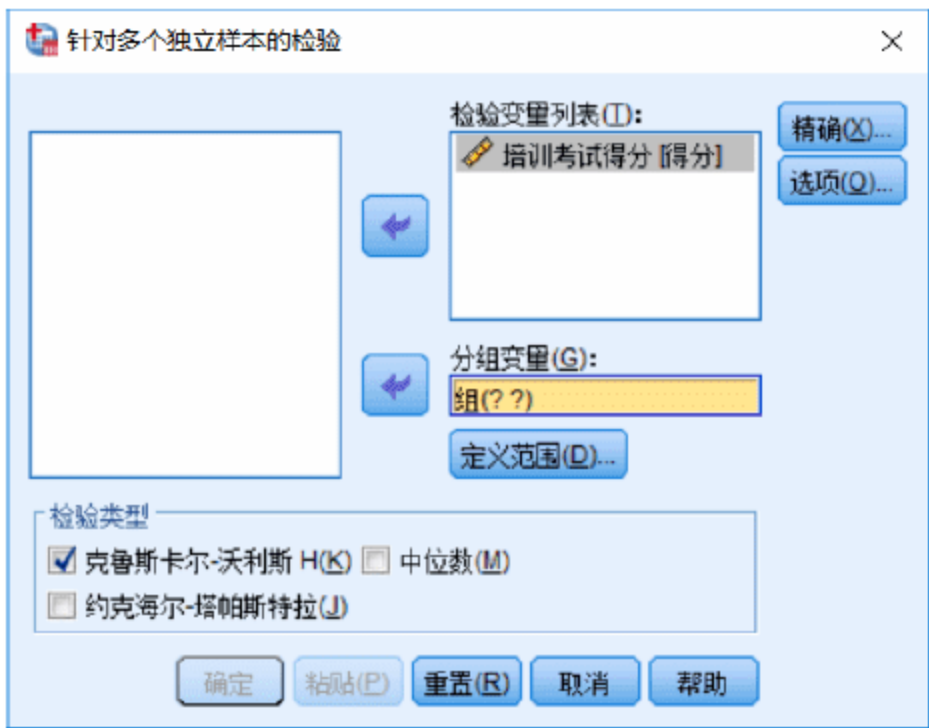 针对多个独立样本的检验
检验变量列表(T):
培训考试得分 [得分]
精确(X)...
选项(O)...
分组变量(G):
组(? ?)
定义范围(D)...
检验类型
克鲁斯卡尔-沃利斯 H(K) 中位数(M)
约克海尔-塔帕斯特拉(J)
确定 粘贴(P) 重置(R) 取消 帮助